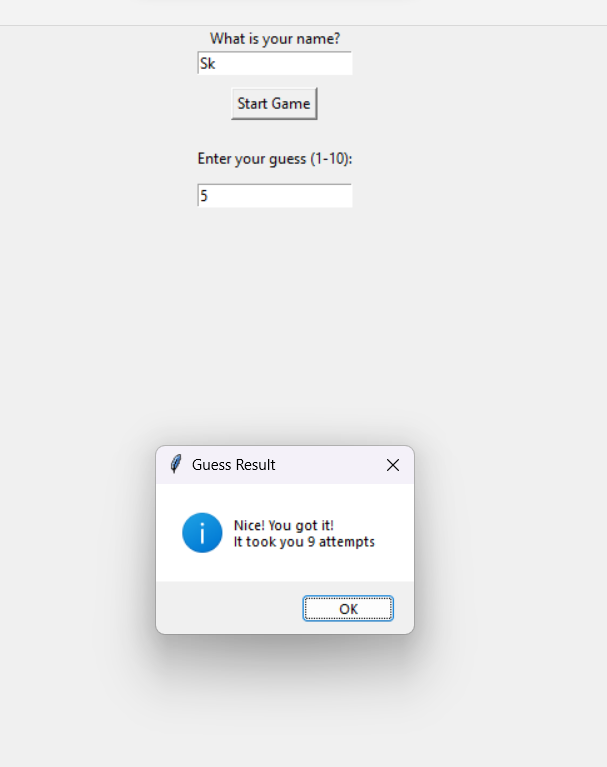 What is your name?
Sk
Start Game
Enter your guess (1-10):
5
Guess Result
Nice! You got it!
It took you 9 attempts
OK